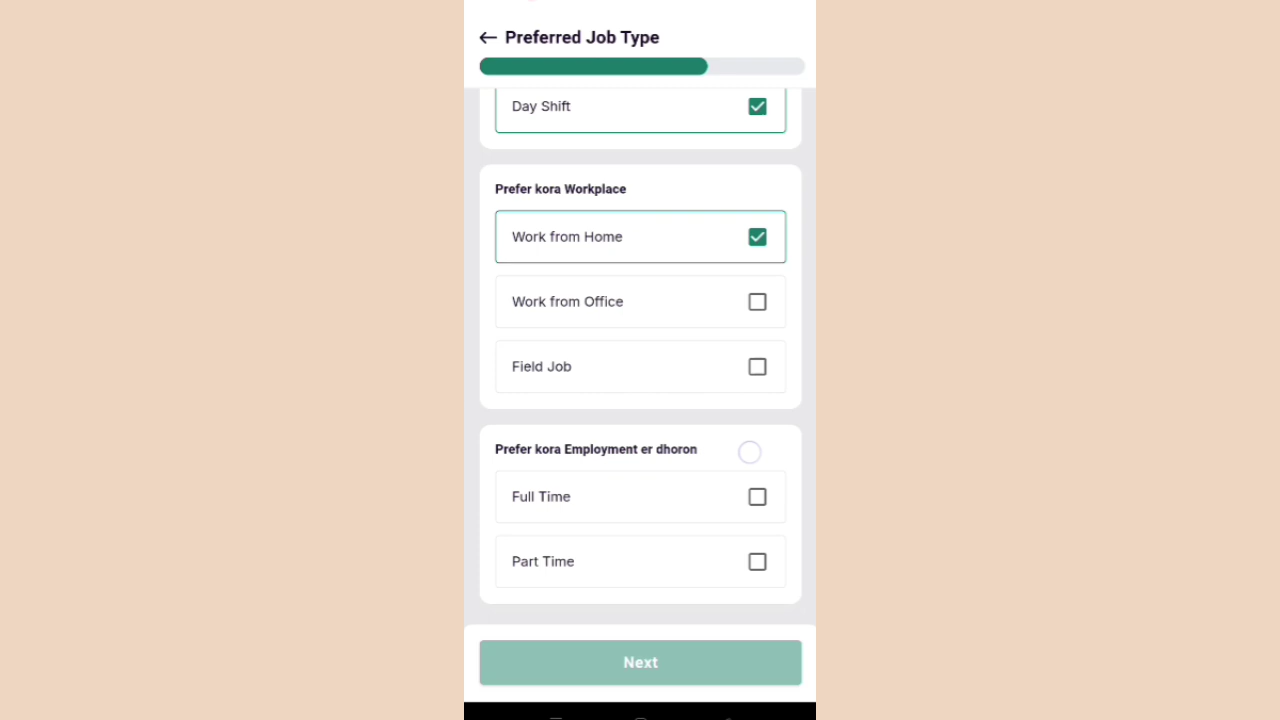 Preferred Job Type
Day Shift
Prefer kora Workplace
Work from Home
Work from Office
Field Job
Prefer kora Employment er dhoron
Full Time
Part Time
Next